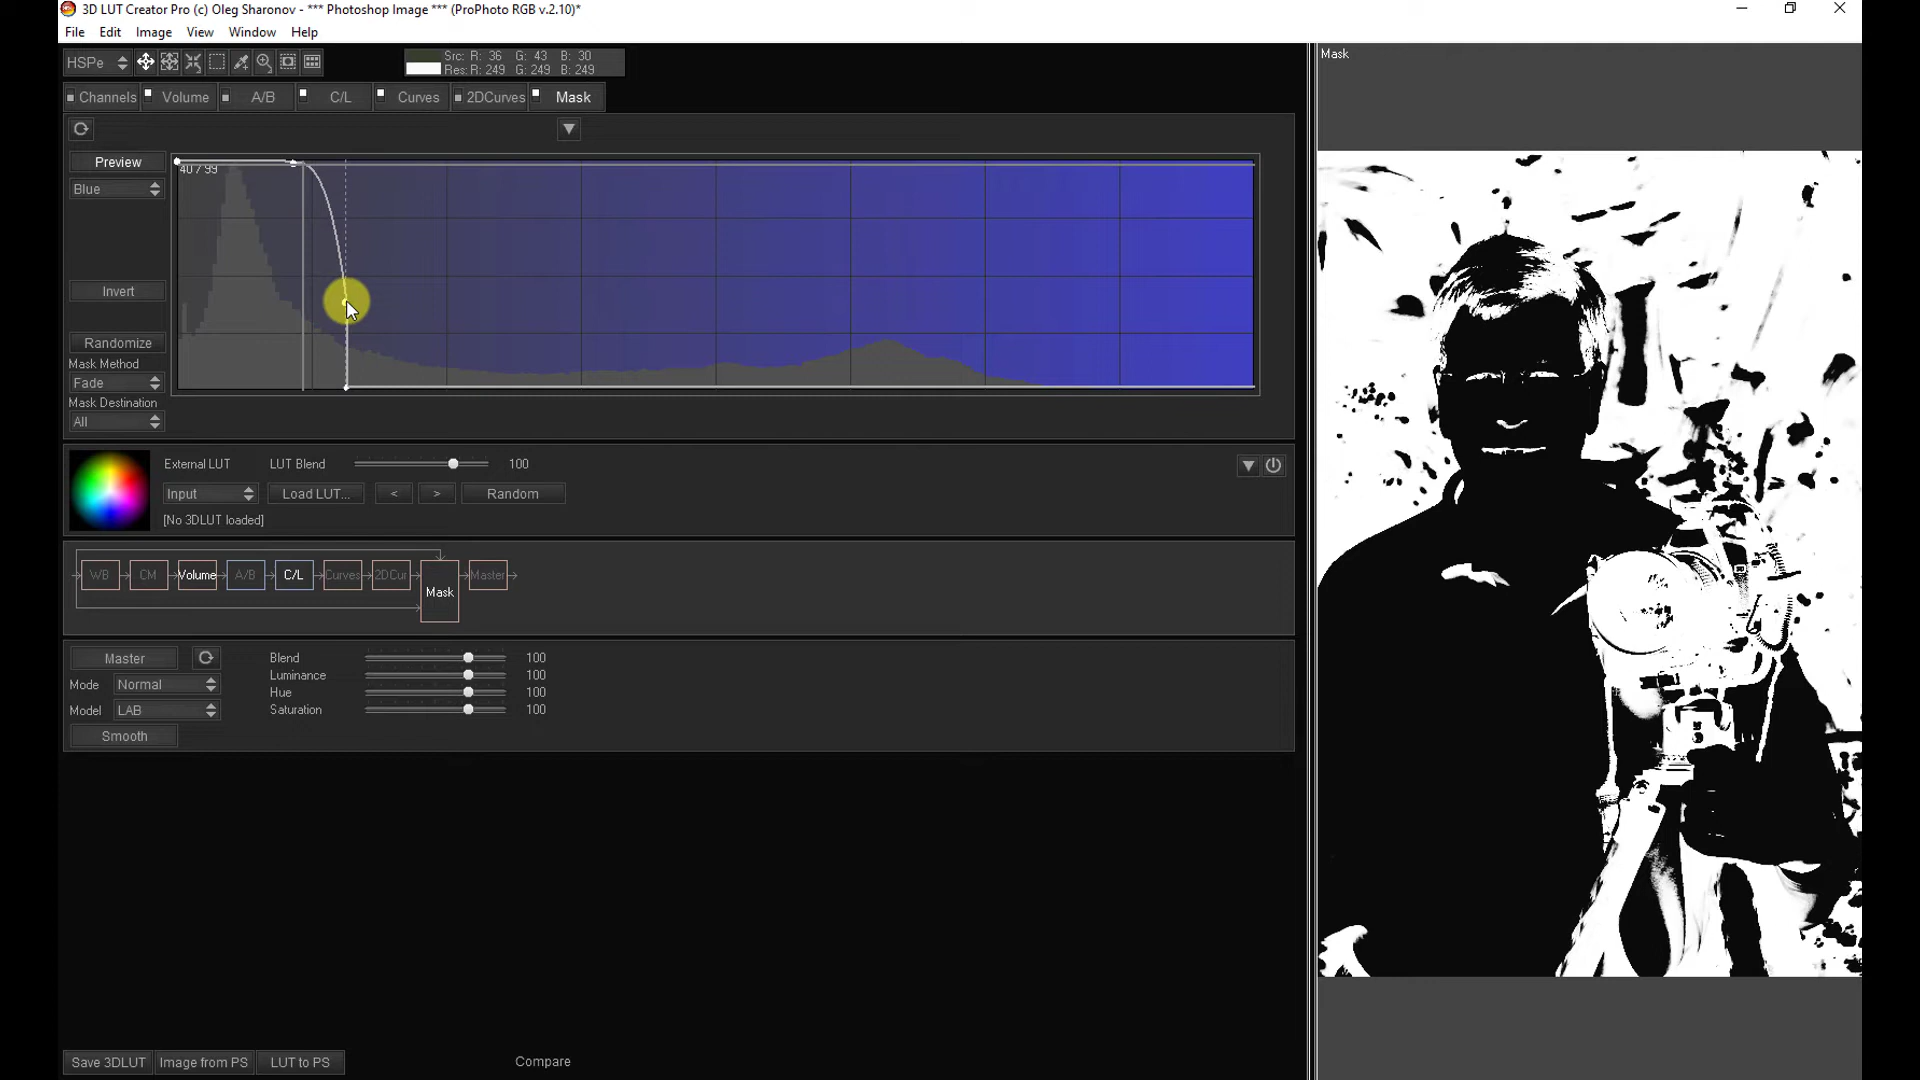 3D LUT Creator Pro (c) Oleg Sharonov - *** Photoshop Image *** (ProPhoto RGB v.2.10)*
File Edit Image View Window Help
HSPe
Src: R: 36 G: 43 B: 30
Res: R: 249 G: 249 B: 249
Channels Volume A/B C/L Curves 2DCurves Mask
Preview
40 / 99
Blue
Invert
Randomize
Mask Method
Fade
Mask Destination
All
External LUT LUT Blend 100
Input Load LUT... < > Random
[No 3DLUT loaded]
WB CM Volume A/B C/L Curves 2DCur Mask Master
Master Blend 100
Luminance 100
Mode Normal Hue 100
Model LAB Saturation 100
Smooth
Save 3DLUT Image from PS LUT to PS Compare
Mask